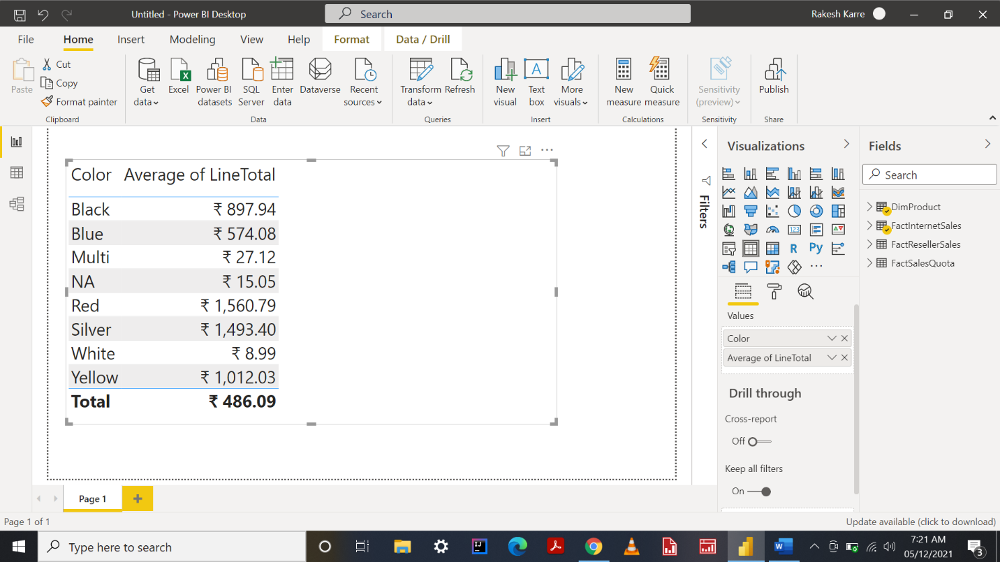 Untitled - Power BI Desktop
Search
Rakesh Karre
File Home Insert Modeling View Help Format Data / Drill
Paste
Cut
Copy
Format painter
Clipboard
Get data
Excel
Power BI datasets
SQL Server
Enter data
Dataverse
Recent sources
Data
Transform data
Refresh
Queries
New visual
Text box
More visuals
Insert
New measure
Quick measure
Calculations
Sensitivity (preview)
Sensitivity
Publish
Share
Color Average of LineTotal
Black ₹ 897.94
Blue ₹ 574.08
Multi ₹ 27.12
NA ₹ 15.05
Red ₹ 1,560.79
Silver ₹ 1,493.40
White ₹ 8.99
Yellow ₹ 1,012.03
Total ₹ 486.09
Filters
Visualizations
123
R Py
Values
Color
Average of LineTotal
Drill through
Cross-report
Off
Keep all filters
On
Fields
Search
DimProduct
FactInternetSales
FactResellerSales
FactSalesQuota
Page 1
Page 1 of 1
Update available (click to download)
Type here to search
7:21 AM
05/12/2021
3